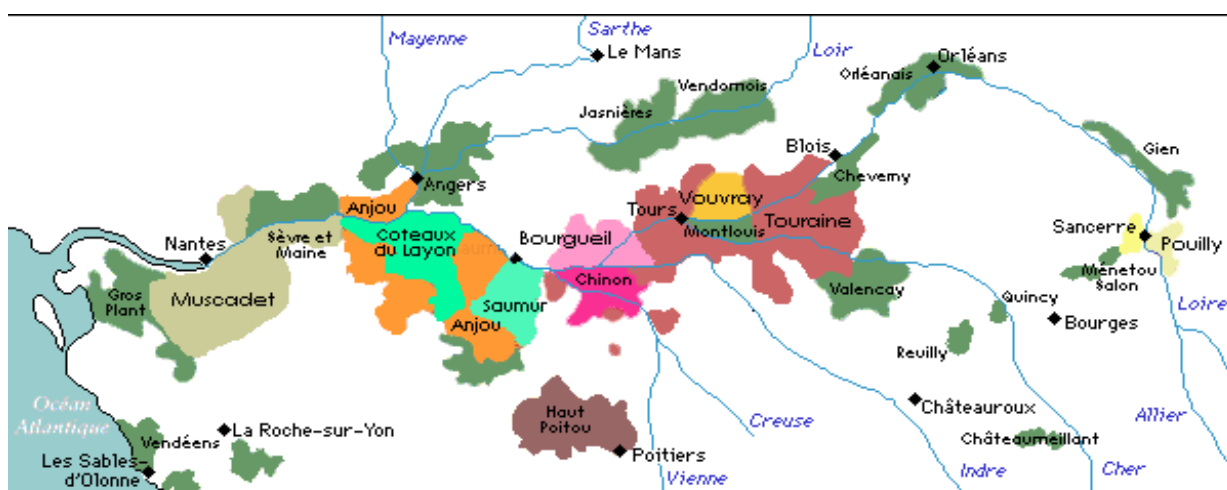 Sarthe
Mayenne
Le Mans
Loir
Orléans
Orléanais
Vendomois
Jasnières
Blois
Gien
Cheverny
Angers
Anjou
Vouvray
Tours
Touraine
Montlouis
Sèvre et
Maine
Coteaux
du Layon
Bourgueil
Nantes
Sancerre
Pouilly
Ménetou
Salon
Chinon
Valencay
Quincy
Gros
Plant
Muscadet
Saumur
Anjou
Loire
Bourges
Reuilly
Océan
Atlantique
Haut
Poitou
Creuse
Châteauroux
Allier
La Roche-sur-Yon
Vendéens
Châteaumeillant
Poitiers
Les Sables-
d'Olonne
Vienne
Indre
Cher